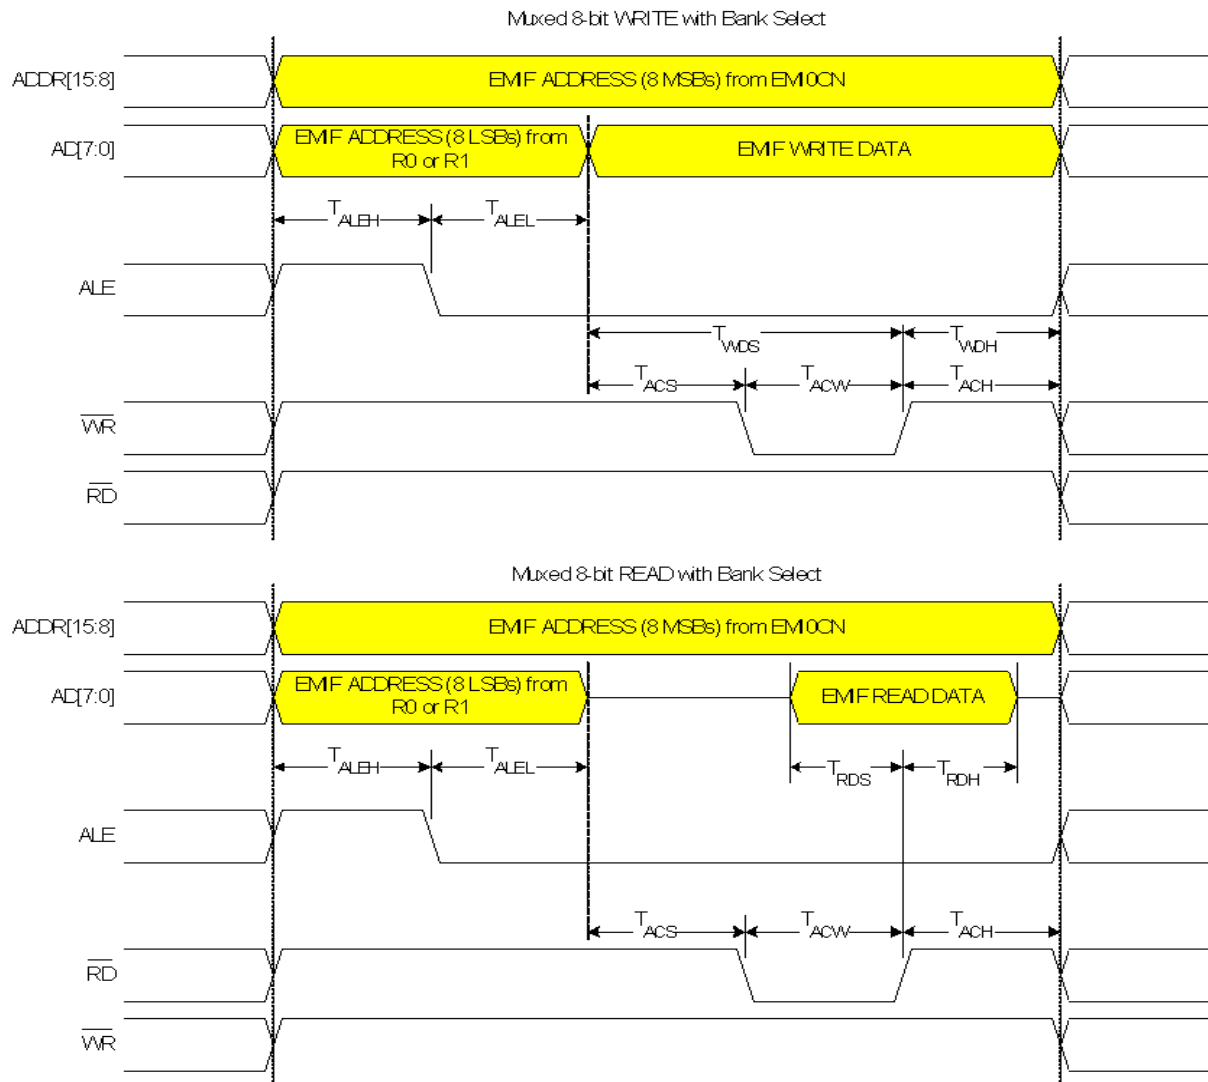 Muxed 8-bit WRITE with Bank Select
ADDR[15:8]
EMIF ADDRESS (8 MSBs) from EMI0CN
AD[7:0]
EMIF ADDRESS (8 LSBs) from
R0 or R1
EMIF WRITE DATA
TALEH
TALEL
ALE
TWDS
TWDH
TACS
TACW
TACH
WR
RD
Muxed 8-bit READ with Bank Select
ADDR[15:8]
EMIF ADDRESS (8 MSBs) from EMI0CN
AD[7:0]
EMIF ADDRESS (8 LSBs) from
R0 or R1
EMIF READ DATA
TALEH
TALEL
TRDS
TRDH
ALE
TACS
TACW
TACH
RD
WR